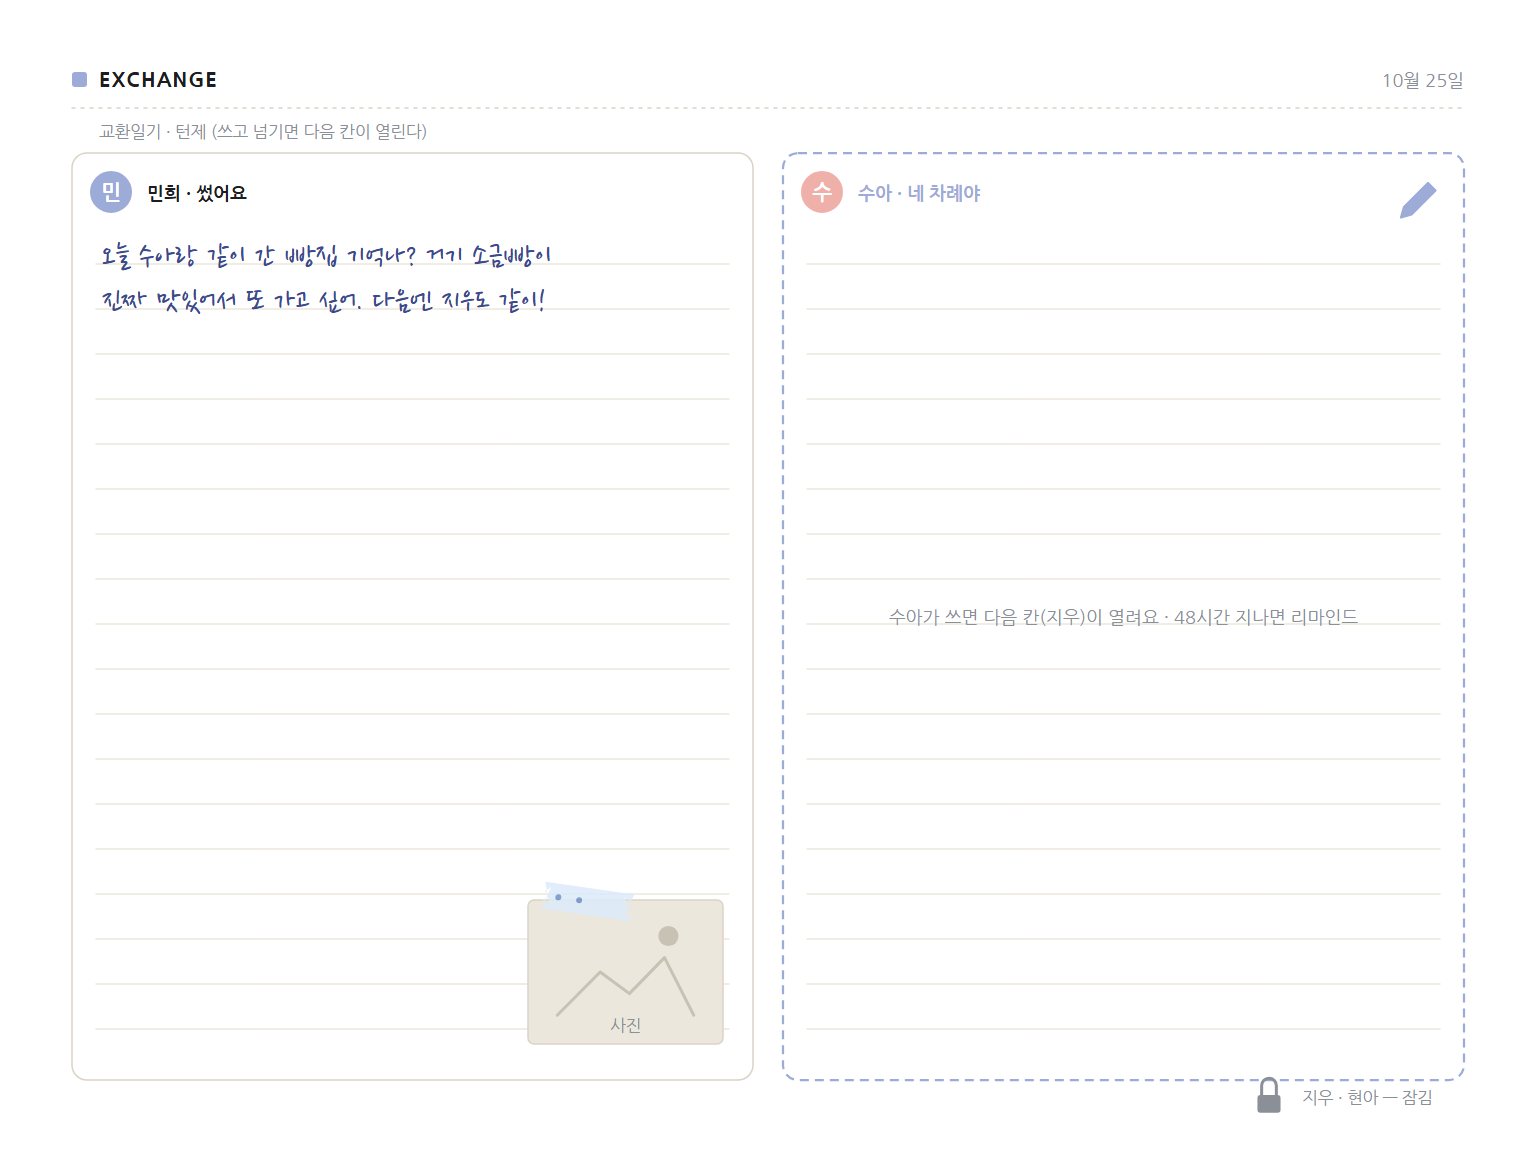 EXCHANGE
10월 25일
교환일기 · 턴제 (쓰고 넘기면 다음 칸이 열린다)
민
민희 · 썼어요
오늘 수아랑 같이 간 빵집 기억나? 거기 소금빵이
진짜 맛있어서 또 가고 싶어. 다음엔 지우도 같이!
사진
수
수아 · 네 차례야
수아가 쓰면 다음 칸(지우)이 열려요 · 48시간 지나면 리마인드
지우 · 현아 — 잠김